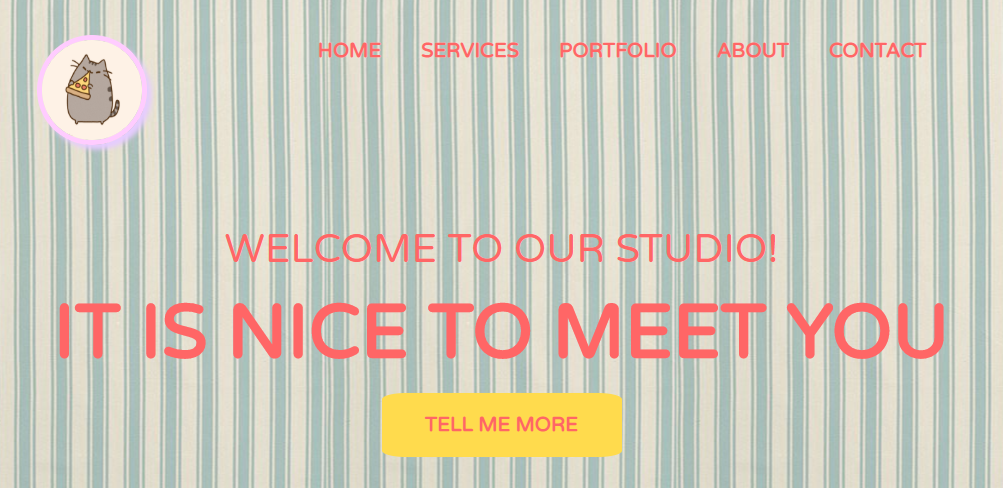 HOME SERVICES PORTFOLIO ABOUT CONTACT
WELCOME TO OUR STUDIO!
IT IS NICE TO MEET YOU
TELL ME MORE